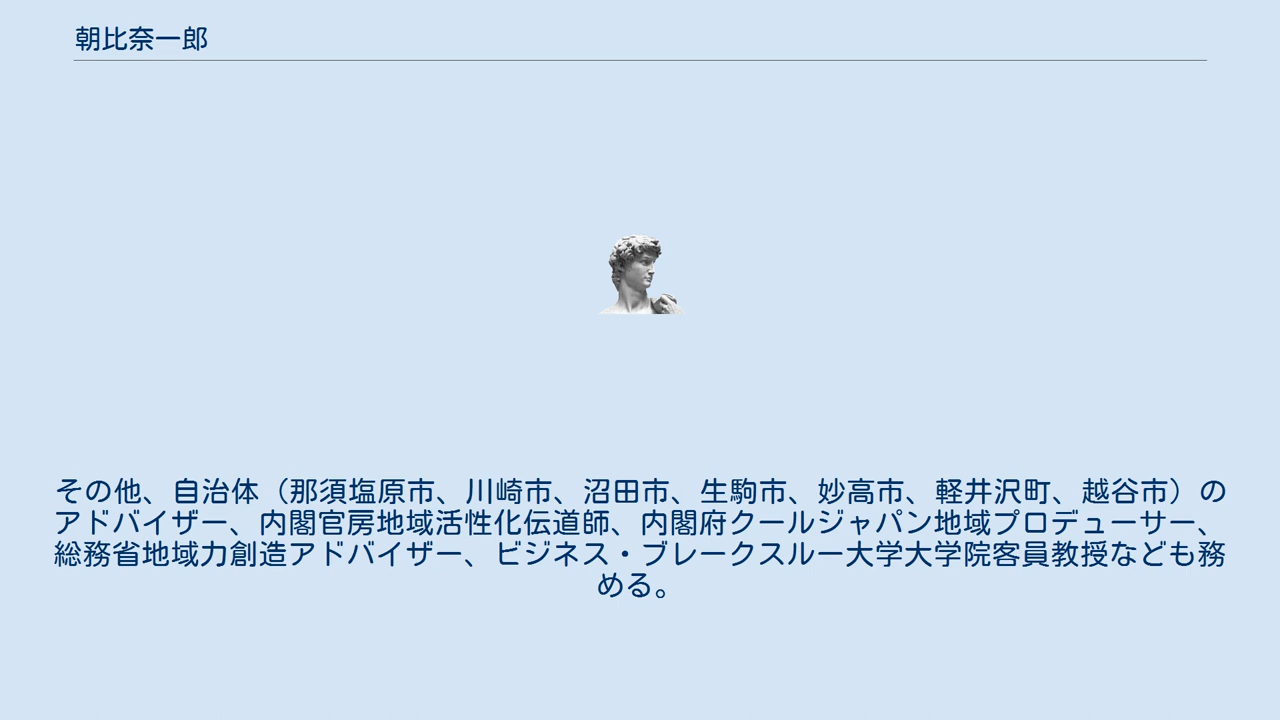 朝比奈一郎
その他、自治体（那須塩原市、川崎市、沼田市、生駒市、妙高市、軽井沢町、越谷市）の
アドバイザー、内閣官房地域活性化伝道師、内閣府クールジャパン地域プロデューサー、
総務省地域力創造アドバイザー、ビジネス・ブレークスルー大学大学院客員教授なども務
める。